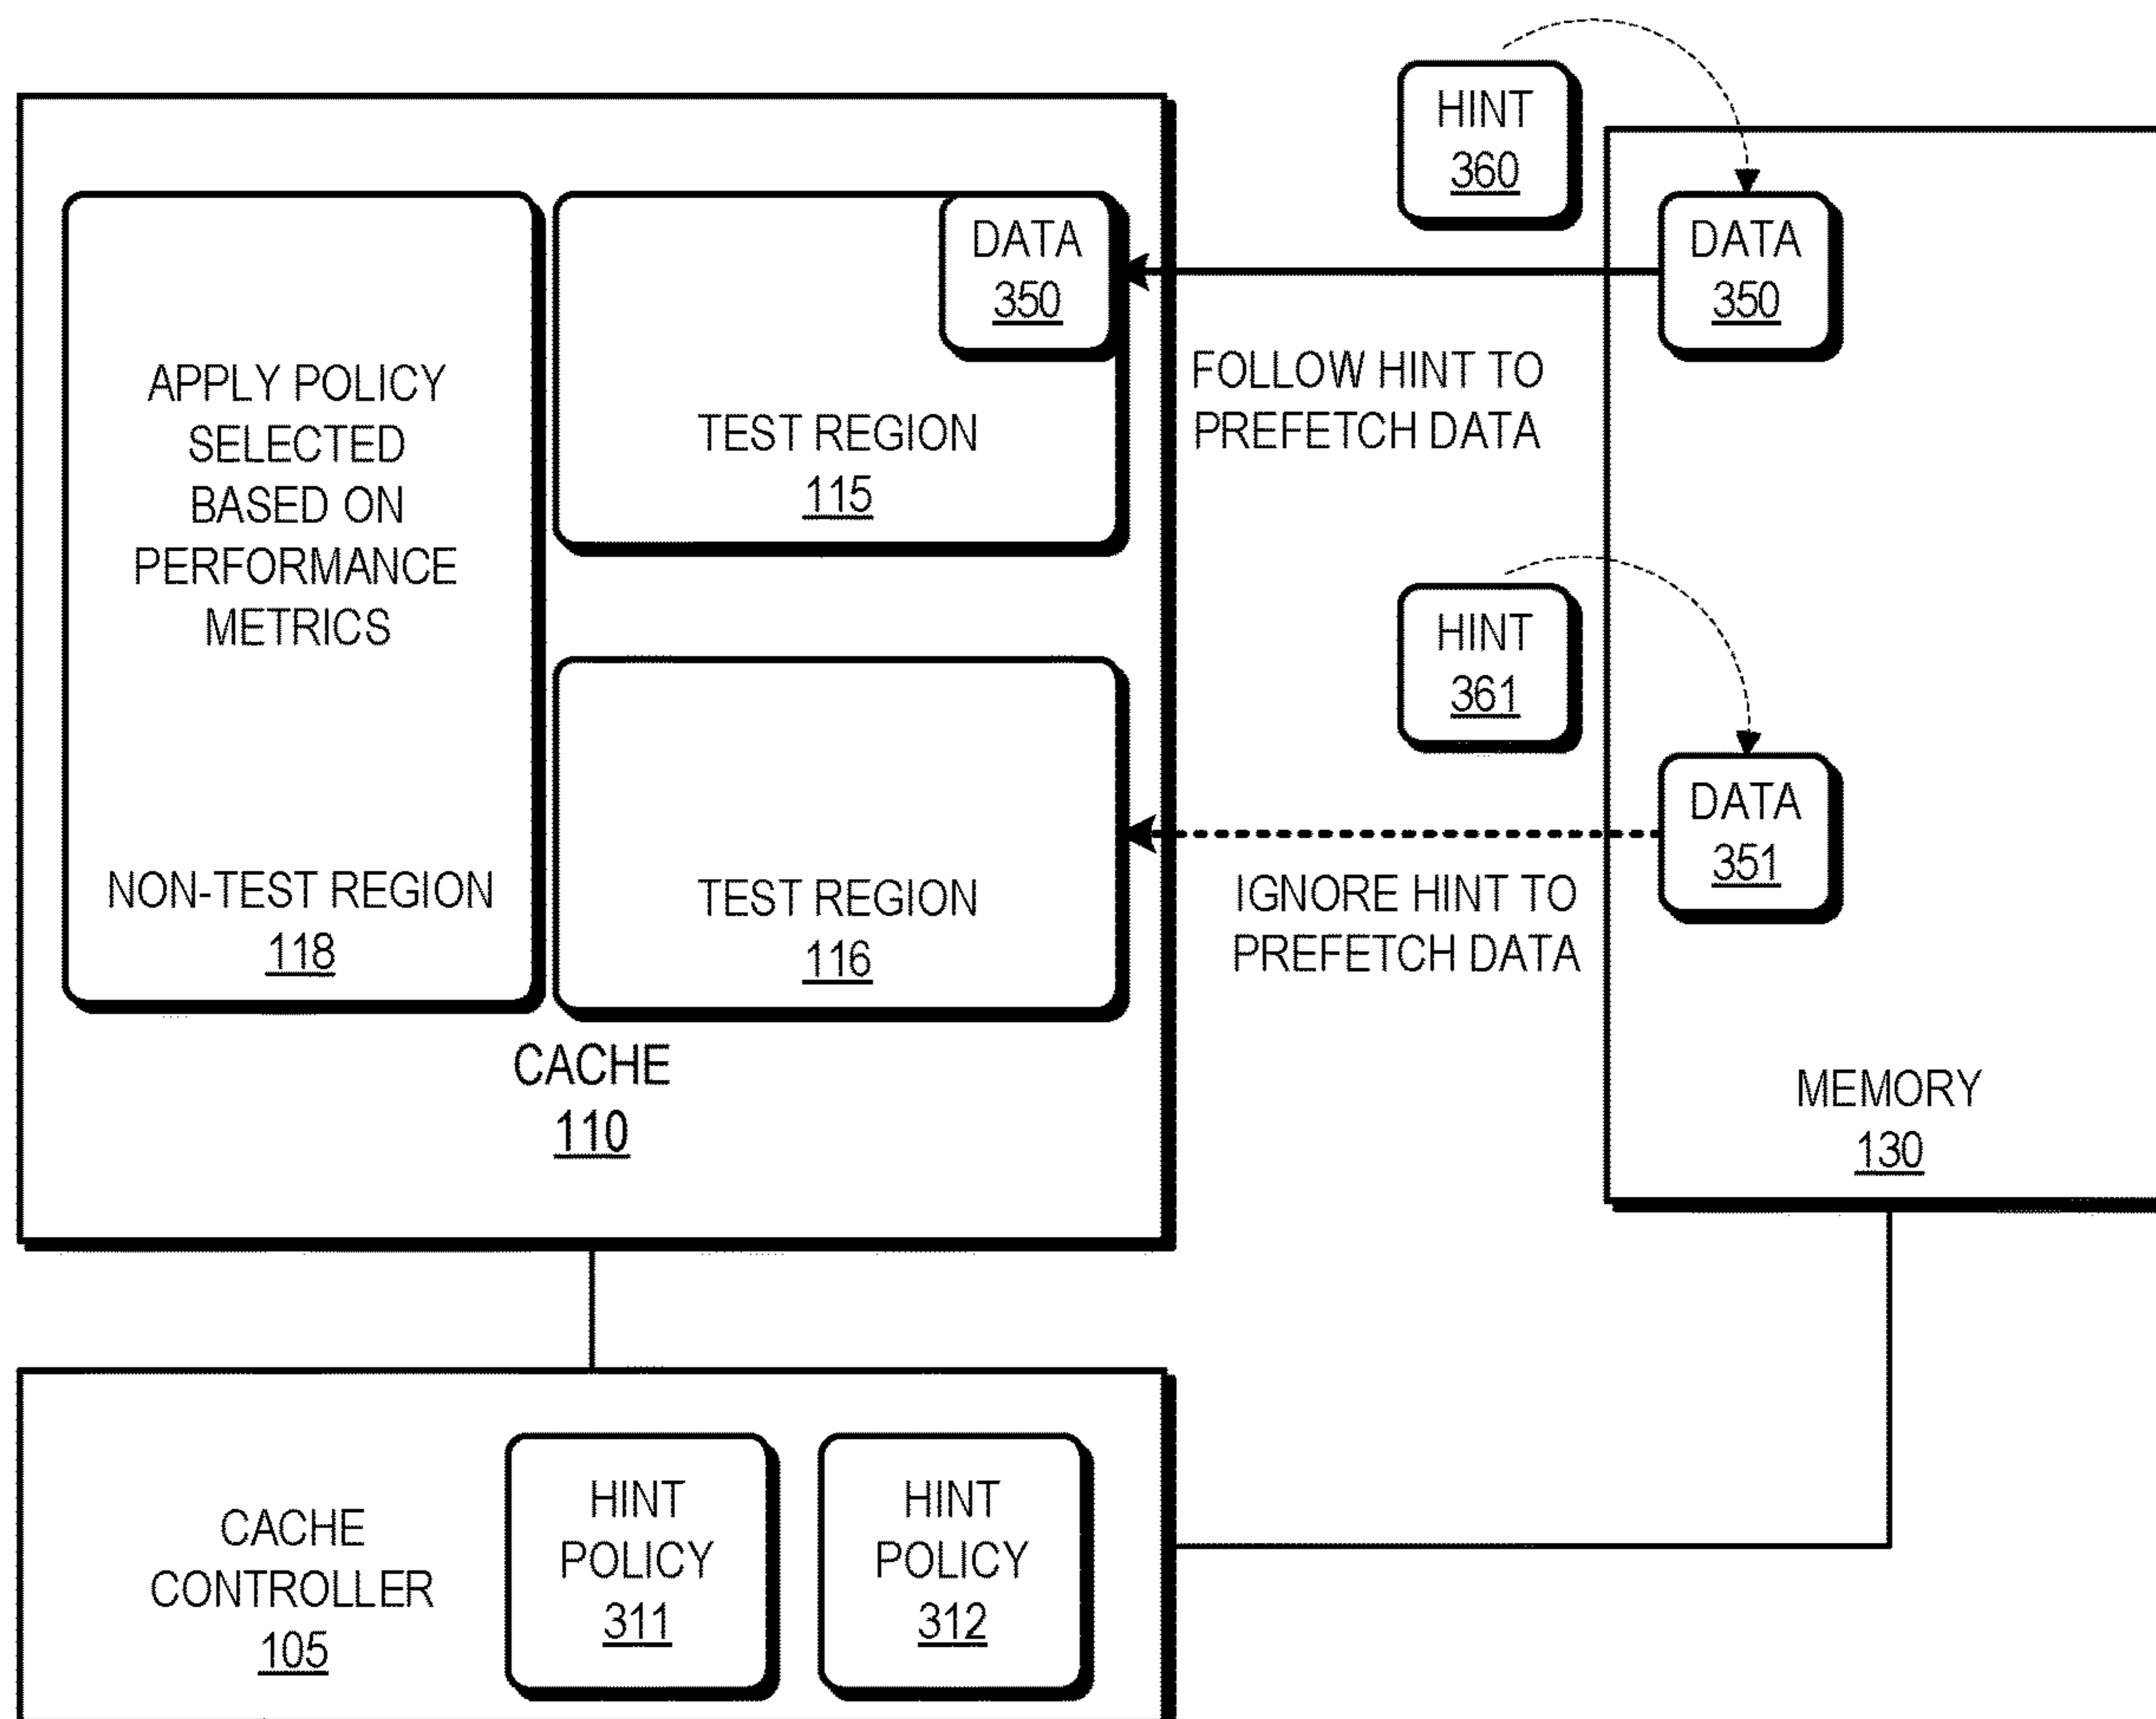 HINT
360
DATA
350
DATA
350
APPLY POLICY
SELECTED
BASED ON
PERFORMANCE
METRICS
TEST REGION
115
FOLLOW HINT TO
PREFETCH DATA
HINT
361
DATA
351
NON-TEST REGION
118
TEST REGION
116
IGNORE HINT TO
PREFETCH DATA
CACHE
110
MEMORY
130
CACHE
CONTROLLER
105
HINT
POLICY
311
HINT
POLICY
312